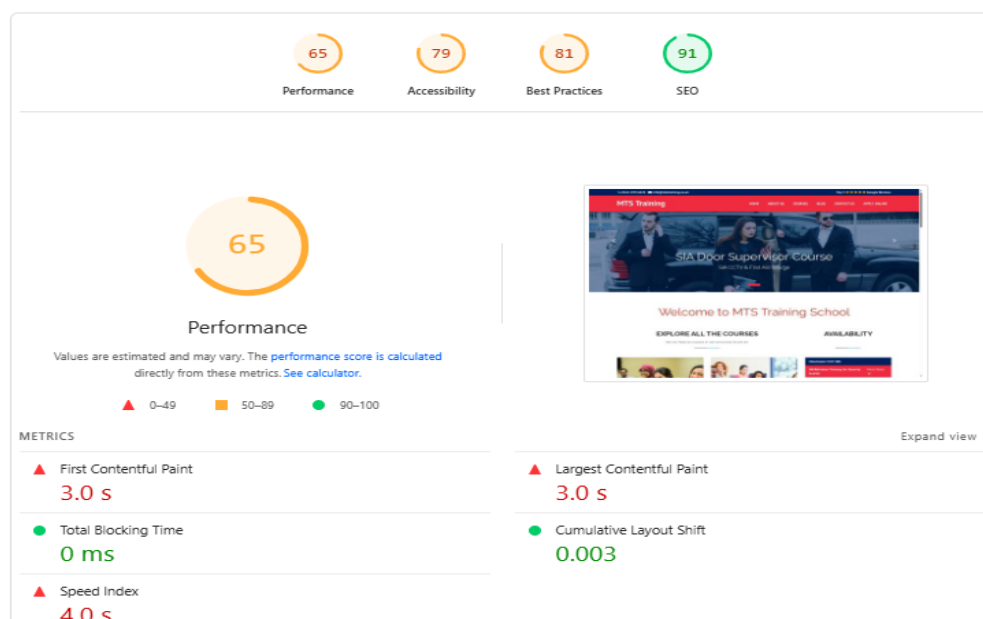 65
79
81
91
Performance
Accessibility
Best Practices
SEO
65
Performance
Values are estimated and may vary. The performance score is calculated
directly from these metrics. See calculator.
0–49
50–89
90–100
MTS Training
SIA Door Supervisor Course
Welcome to MTS Training School
EXPLORE ALL THE COURSES
AVAILABILITY
METRICS
Expand view
First Contentful Paint
3.0 s
Largest Contentful Paint
3.0 s
Total Blocking Time
0 ms
Cumulative Layout Shift
0.003
Speed Index
4.0 s